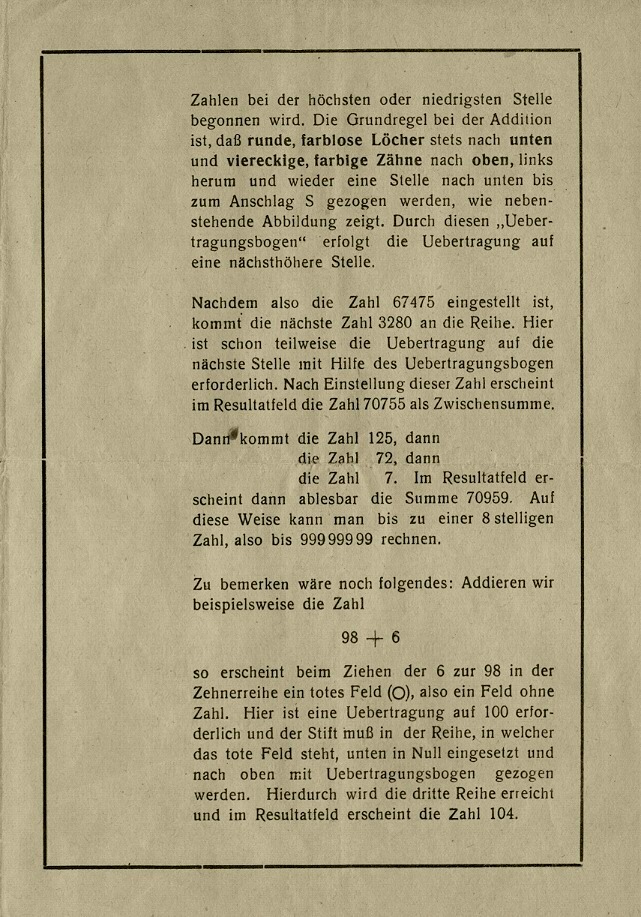 Zahlen bei der höchsten oder niedrigsten Stelle
begonnen wird. Die Grundregel bei der Addition
ist, daß runde, farblose Löcher stets nach unten
und viereckige, farbige Zähne nach oben, links
herum und wieder eine Stelle nach unten bis
zum Anschlag S gezogen werden, wie neben-
stehende Abbildung zeigt. Durch diesen „Ueber-
tragungsbogen“ erfolgt die Uebertragung auf
eine nächsthöhere Stelle.
Nachdem also die Zahl 67475 eingestellt ist,
kommt die nächste Zahl 3280 an die Reihe. Hier
ist schon teilweise die Uebertragung auf die
nächste Stelle mit Hilfe des Uebertragungsbogen
erforderlich. Nach Einstellung dieser Zahl erscheint
im Resultatfeld die Zahl 70755 als Zwischensumme.
Dann kommt die Zahl 125, dann
die Zahl 72, dann
die Zahl 7. Im Resultatfeld er-
scheint dann ablesbar die Summe 70959. Auf
diese Weise kann man bis zu einer 8 stelligen
Zahl, also bis 99999999 rechnen.
Zu bemerken wäre noch folgendes: Addieren wir
beispielsweise die Zahl
98 + 6
so erscheint beim Ziehen der 6 zur 98 in der
Zehnerreihe ein totes Feld (O), also ein Feld ohne
Zahl. Hier ist eine Uebertragung auf 100 erfor-
derlich und der Stift muß in der Reihe, in welcher
das tote Feld steht, unten in Null eingesetzt und
nach oben mit Uebertragungsbogen gezogen
werden. Hierdurch wird die dritte Reihe erreicht
und im Resultatfeld erscheint die Zahl 104.